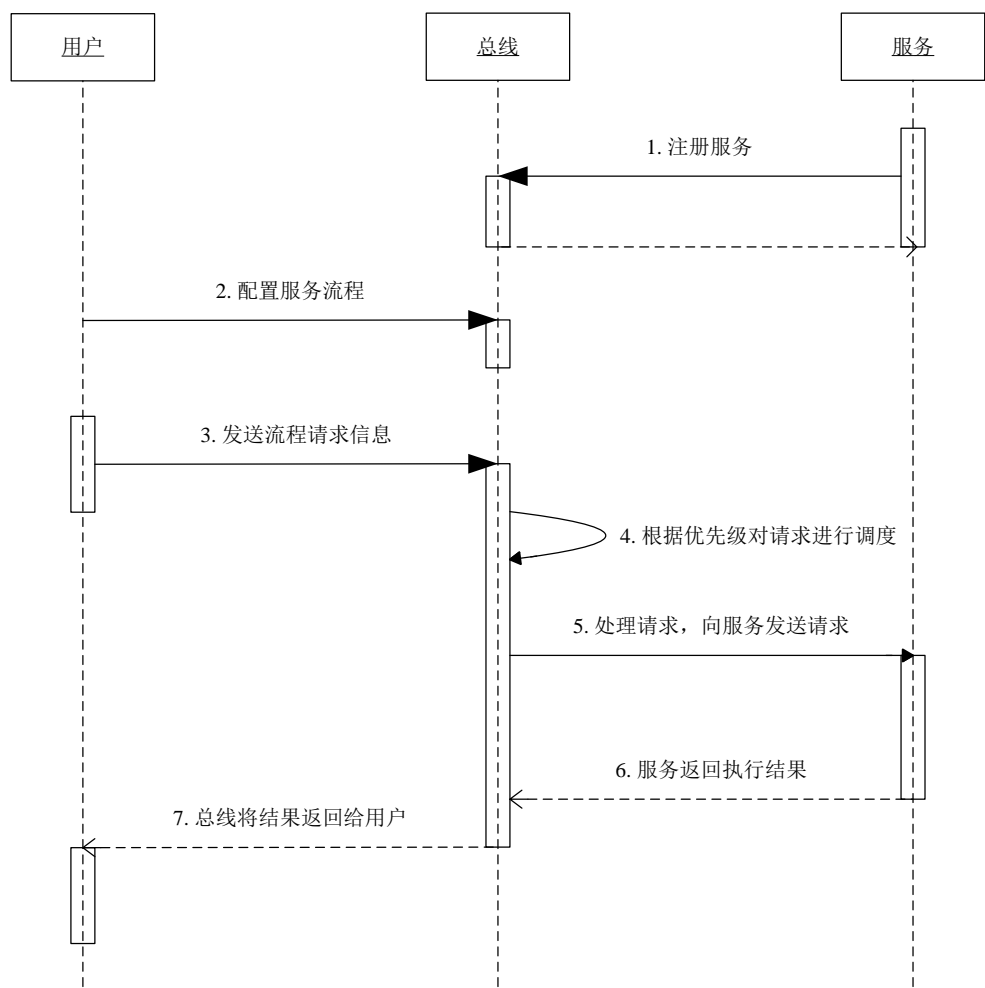 用户
总线
服务
1. 注册服务
2. 配置服务流程
3. 发送流程请求信息
4. 根据优先级对请求进行调度
5. 处理请求，向服务发送请求
6. 服务返回执行结果
7. 总线将结果返回给用户